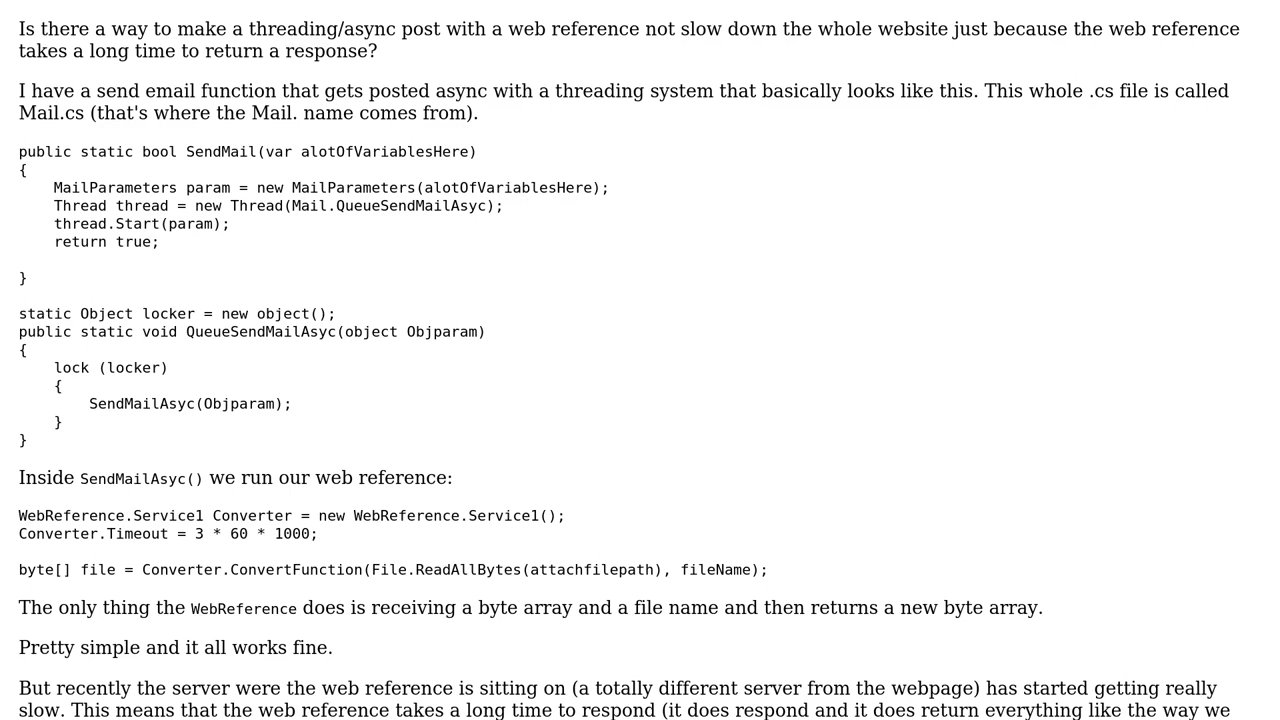 Is there a way to make a threading/async post with a web reference not slow down the whole website just because the web reference
takes a long time to return a response?
I have a send email function that gets posted async with a threading system that basically looks like this. This whole .cs file is called
Mail.cs (that's where the Mail. name comes from).
public static bool SendMail(var alotOfVariablesHere)
{
    MailParameters param = new MailParameters(alotOfVariablesHere);
    Thread thread = new Thread(Mail.QueueSendMailAsyc);
    thread.Start(param);
    return true;
}
static Object locker = new object();
public static void QueueSendMailAsyc(object Objparam)
{
    lock (locker)
    {
        SendMailAsyc(Objparam);
    }
}
Inside SendMailAsyc() we run our web reference:
WebReference.Service1 Converter = new WebReference.Service1();
Converter.Timeout = 3 * 60 * 1000;
byte[] file = Converter.ConvertFunction(File.ReadAllBytes(attachfilepath), fileName);
The only thing the WebReference does is receiving a byte array and a file name and then returns a new byte array.
Pretty simple and it all works fine.
But recently the server were the web reference is sitting on (a totally different server from the webpage) has started getting really
slow. This means that the web reference takes a long time to respond (it does respond and it does return everything like the way we